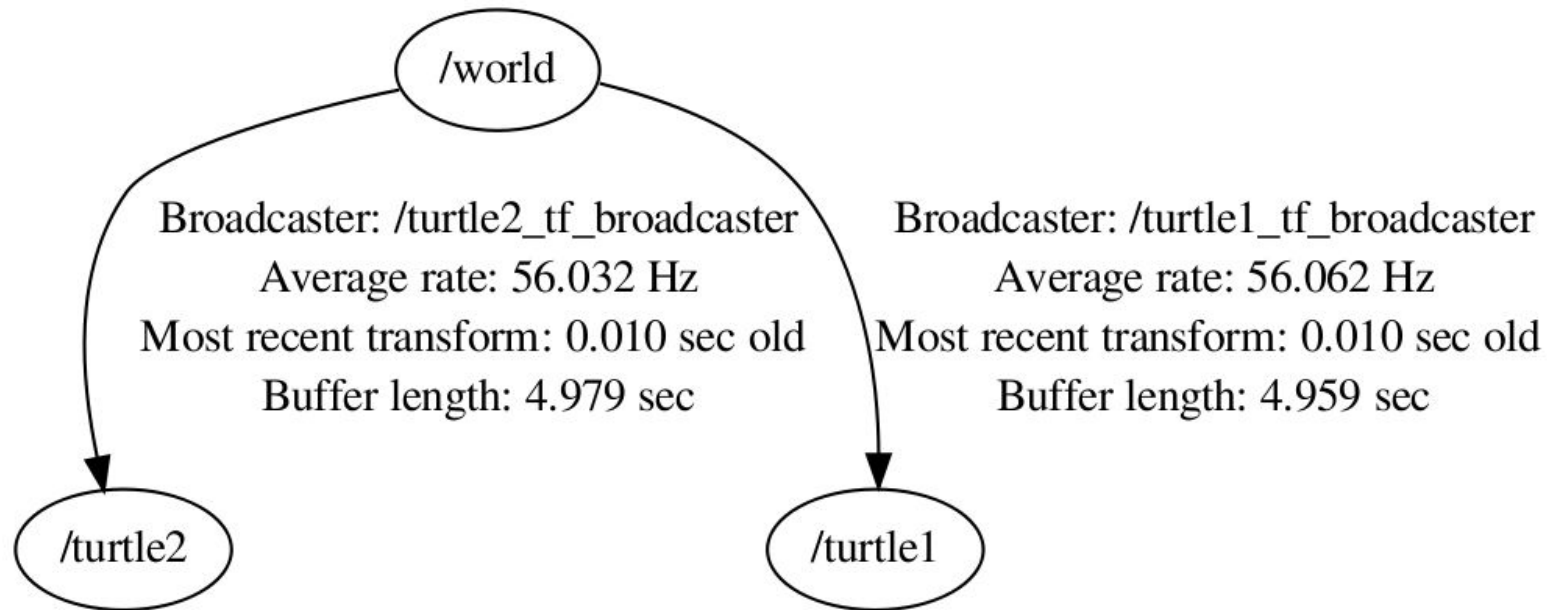 /world
Broadcaster: /turtle2_tf_broadcaster
Average rate: 56.032 Hz
Most recent transform: 0.010 sec old
Buffer length: 4.979 sec
Broadcaster: /turtle1_tf_broadcaster
Average rate: 56.062 Hz
Most recent transform: 0.010 sec old
Buffer length: 4.959 sec
/turtle2
/turtle1